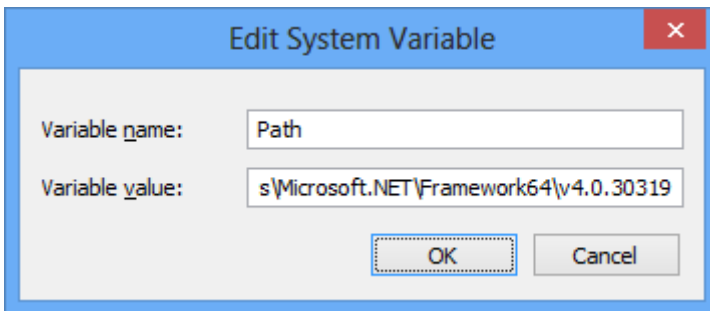 Edit System Variable
Variable name: Path
Variable value: s\Microsoft.NET\Framework64\v4.0.30319
OK Cancel